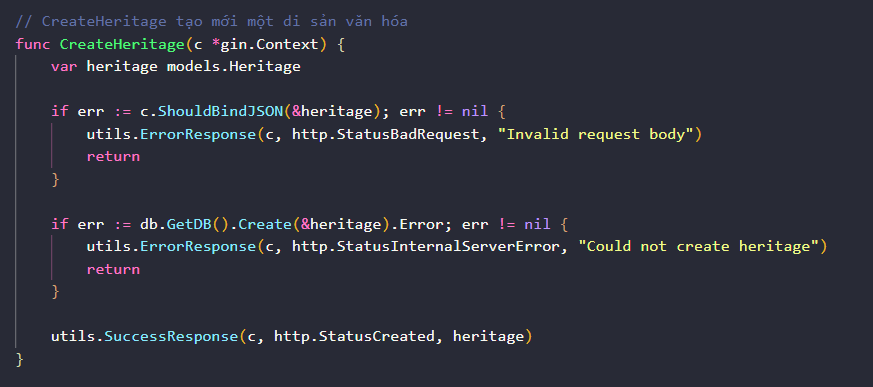 // CreateHeritage tạo mới một di sản văn hóa
func CreateHeritage(c *gin.Context) {
    var heritage models.Heritage

    if err := c.ShouldBindJSON(&heritage); err != nil {
        utils.ErrorResponse(c, http.StatusBadRequest, "Invalid request body")
        return
    }

    if err := db.GetDB().Create(&heritage).Error; err != nil {
        utils.ErrorResponse(c, http.StatusInternalServerError, "Could not create heritage")
        return
    }

    utils.SuccessResponse(c, http.StatusCreated, heritage)
}